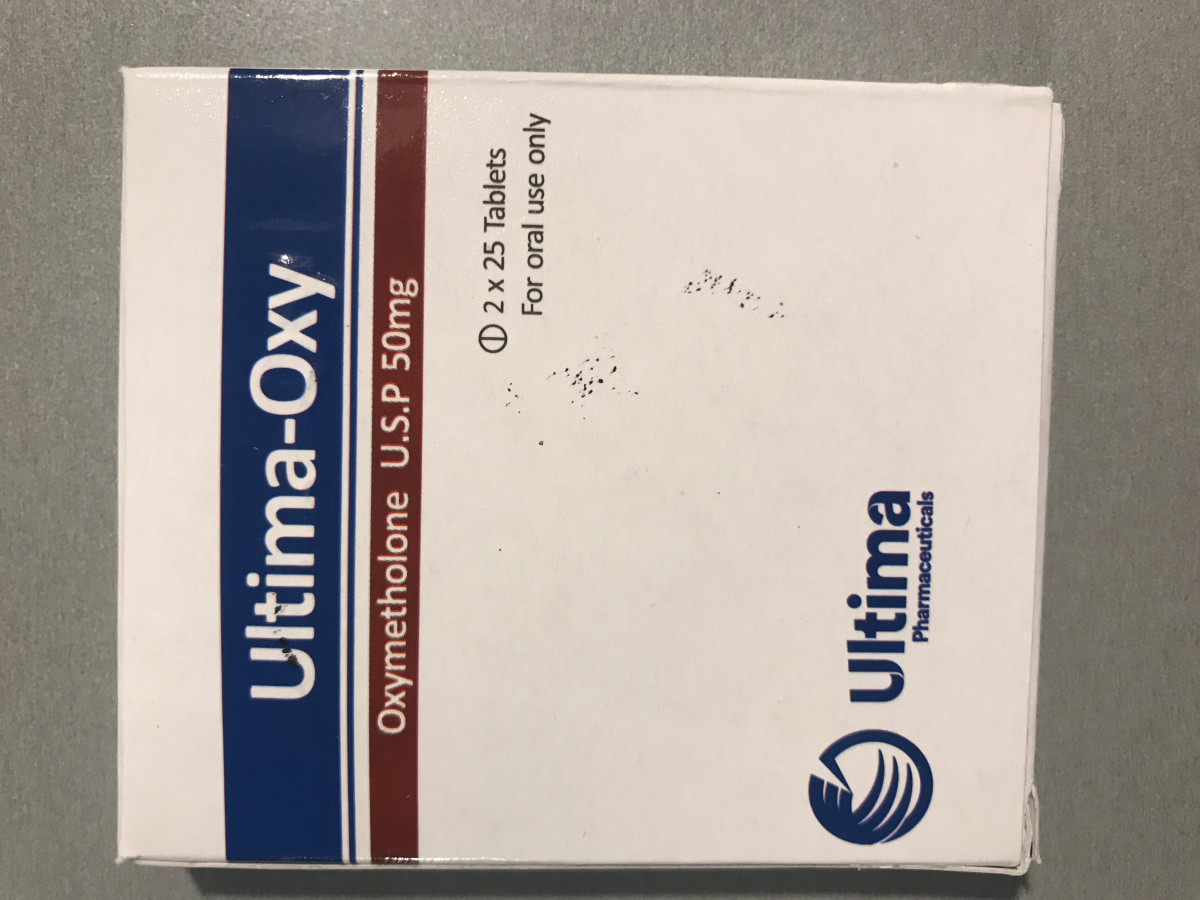 Ultima-Oxy
Oxymetholone U.S.P 50mg
2 x 25 Tablets
For oral use only
Ultima
Pharmaceuticals